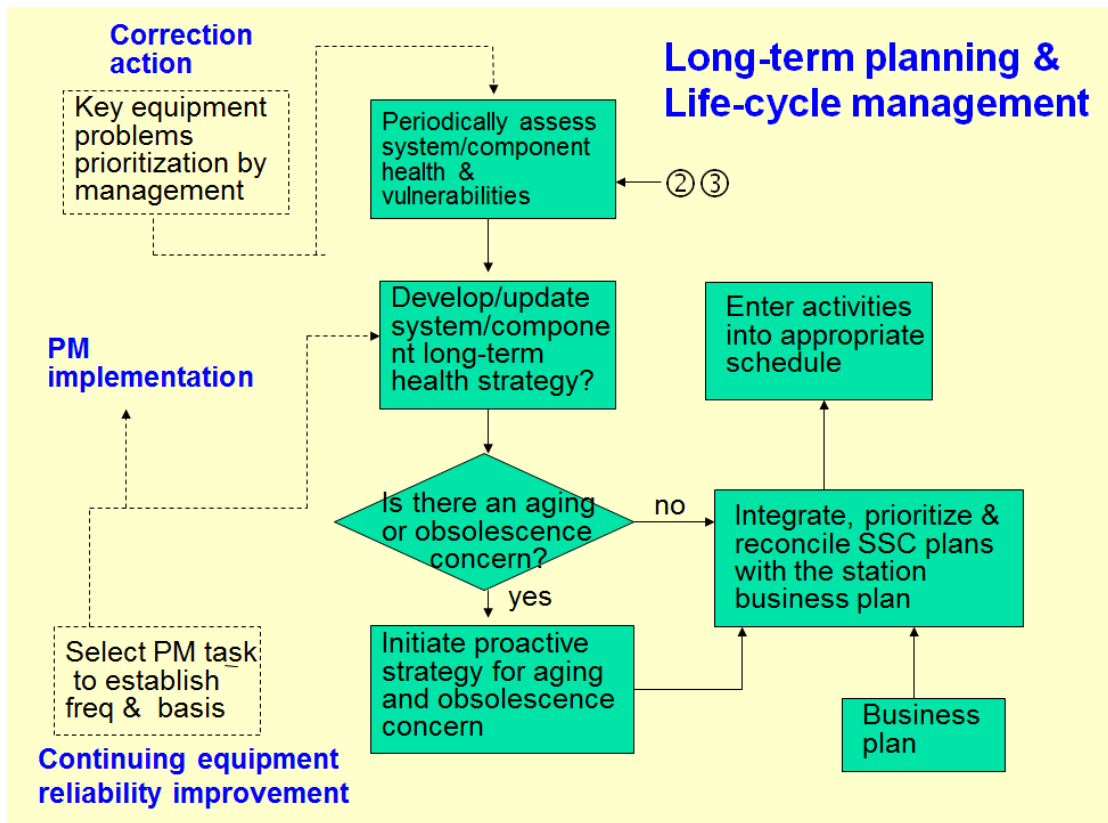 Correction
action
Long-term planning &
Life-cycle management
Key equipment
problems
prioritization by
management
Periodically assess
system/component
health &
vulnerabilities
② ③
Develop/update
system/compone
nt long-term
health strategy?
Enter activities
into appropriate
schedule
PM
implementation
Is there an aging
or obsolescence
concern?
no
yes
Integrate, prioritize &
reconcile SSC plans
with the station
business plan
Select PM task
to establish
freq & basis
Initiate proactive
strategy for aging
and obsolescence
concern
Business
plan
Continuing equipment
reliability improvement